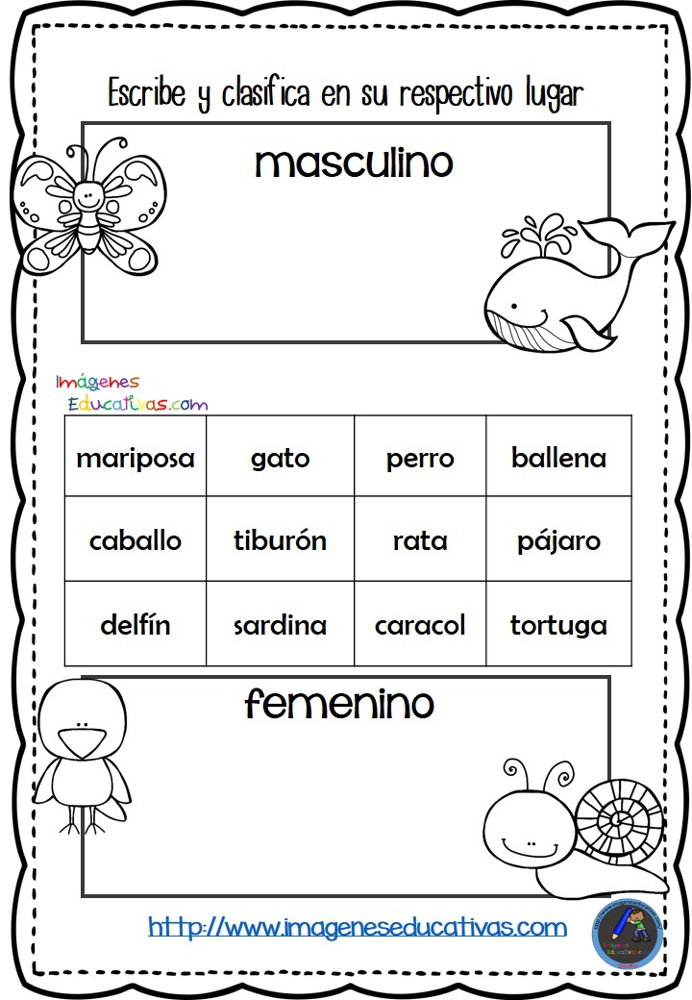 Escribe y clasifica en su respectivo lugar
masculino
Imágenes
Educativas.com
mariposa gato perro ballena
caballo tiburón rata pájaro
delfín sardina caracol tortuga
femenino
http://www.imageneseducativas.com